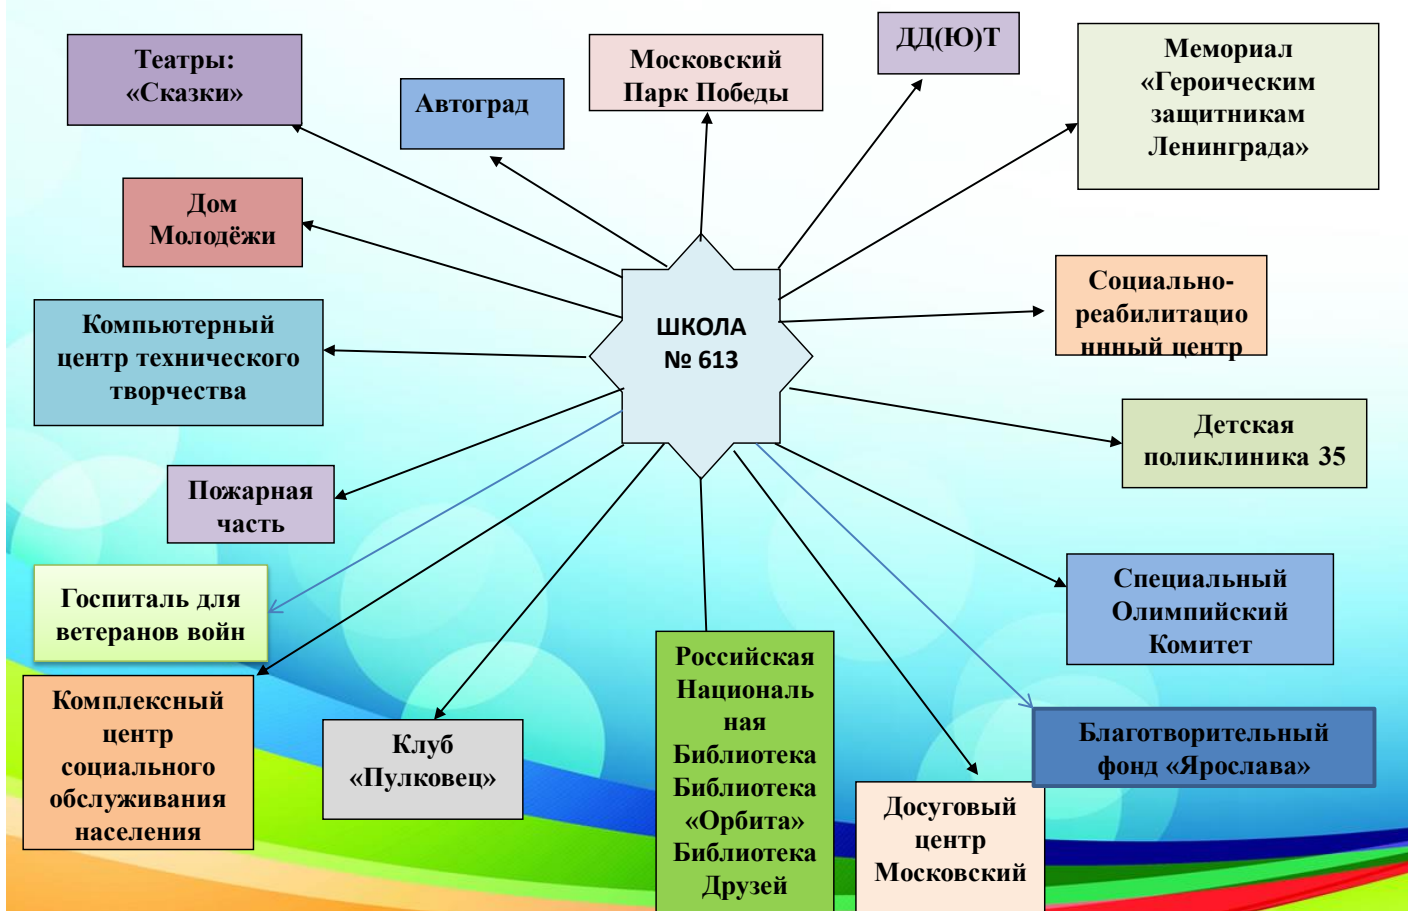 Театры:
«Сказки»
Автоград
Московский
Парк Победы
ДД(Ю)Т
Мемориал
«Героическим
защитникам
Ленинграда»
Дом
Молодёжи
Социально-
реабилитацио
ннный центр
Компьютерный
центр технического
творчества
ШКОЛА
№ 613
Детская
поликлиника 35
Пожарная
часть
Госпиталь для
ветеранов войн
Специальный
Олимпийский
Комитет
Комплексный
центр
социального
обслуживания
населения
Клуб
«Пулковец»
Российская
Националь
ная
Библиотека
Библиотека
«Орбита»
Библиотека
Друзей
Досуговый
центр
Московский
Благотворительный
фонд «Ярослава»